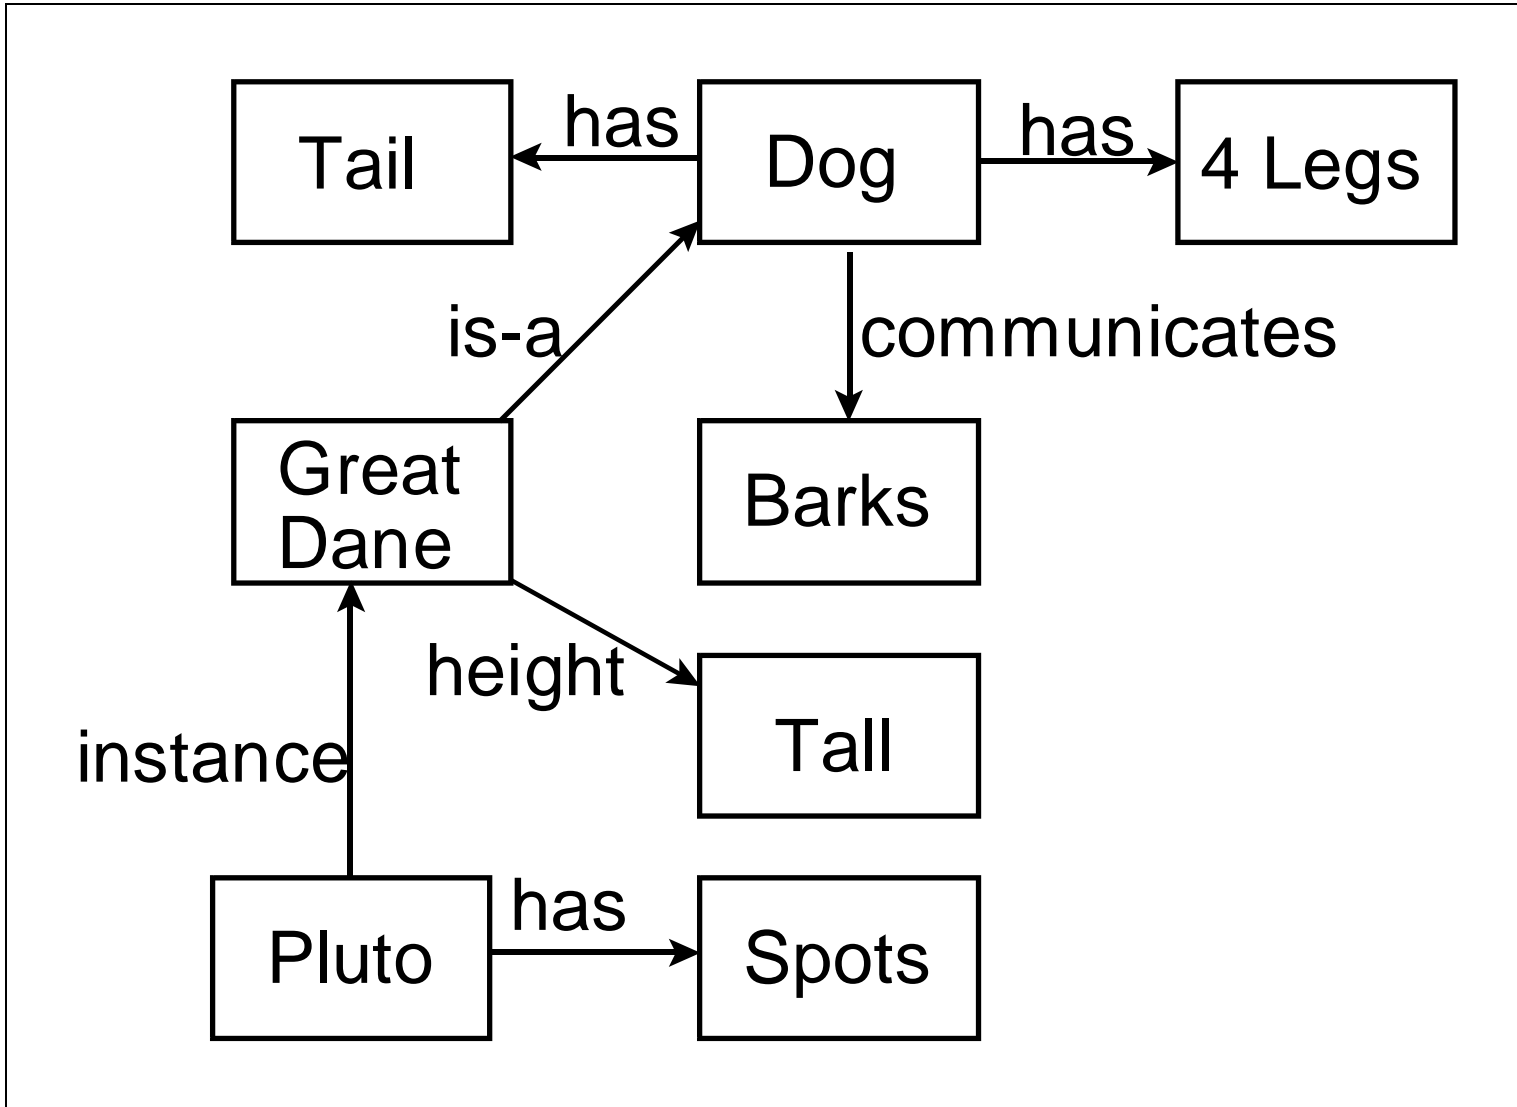 Tail
has
Dog
has
4 Legs
is-a
communicates
Great
Dane
Barks
height
Tall
instance
Pluto
has
Spots